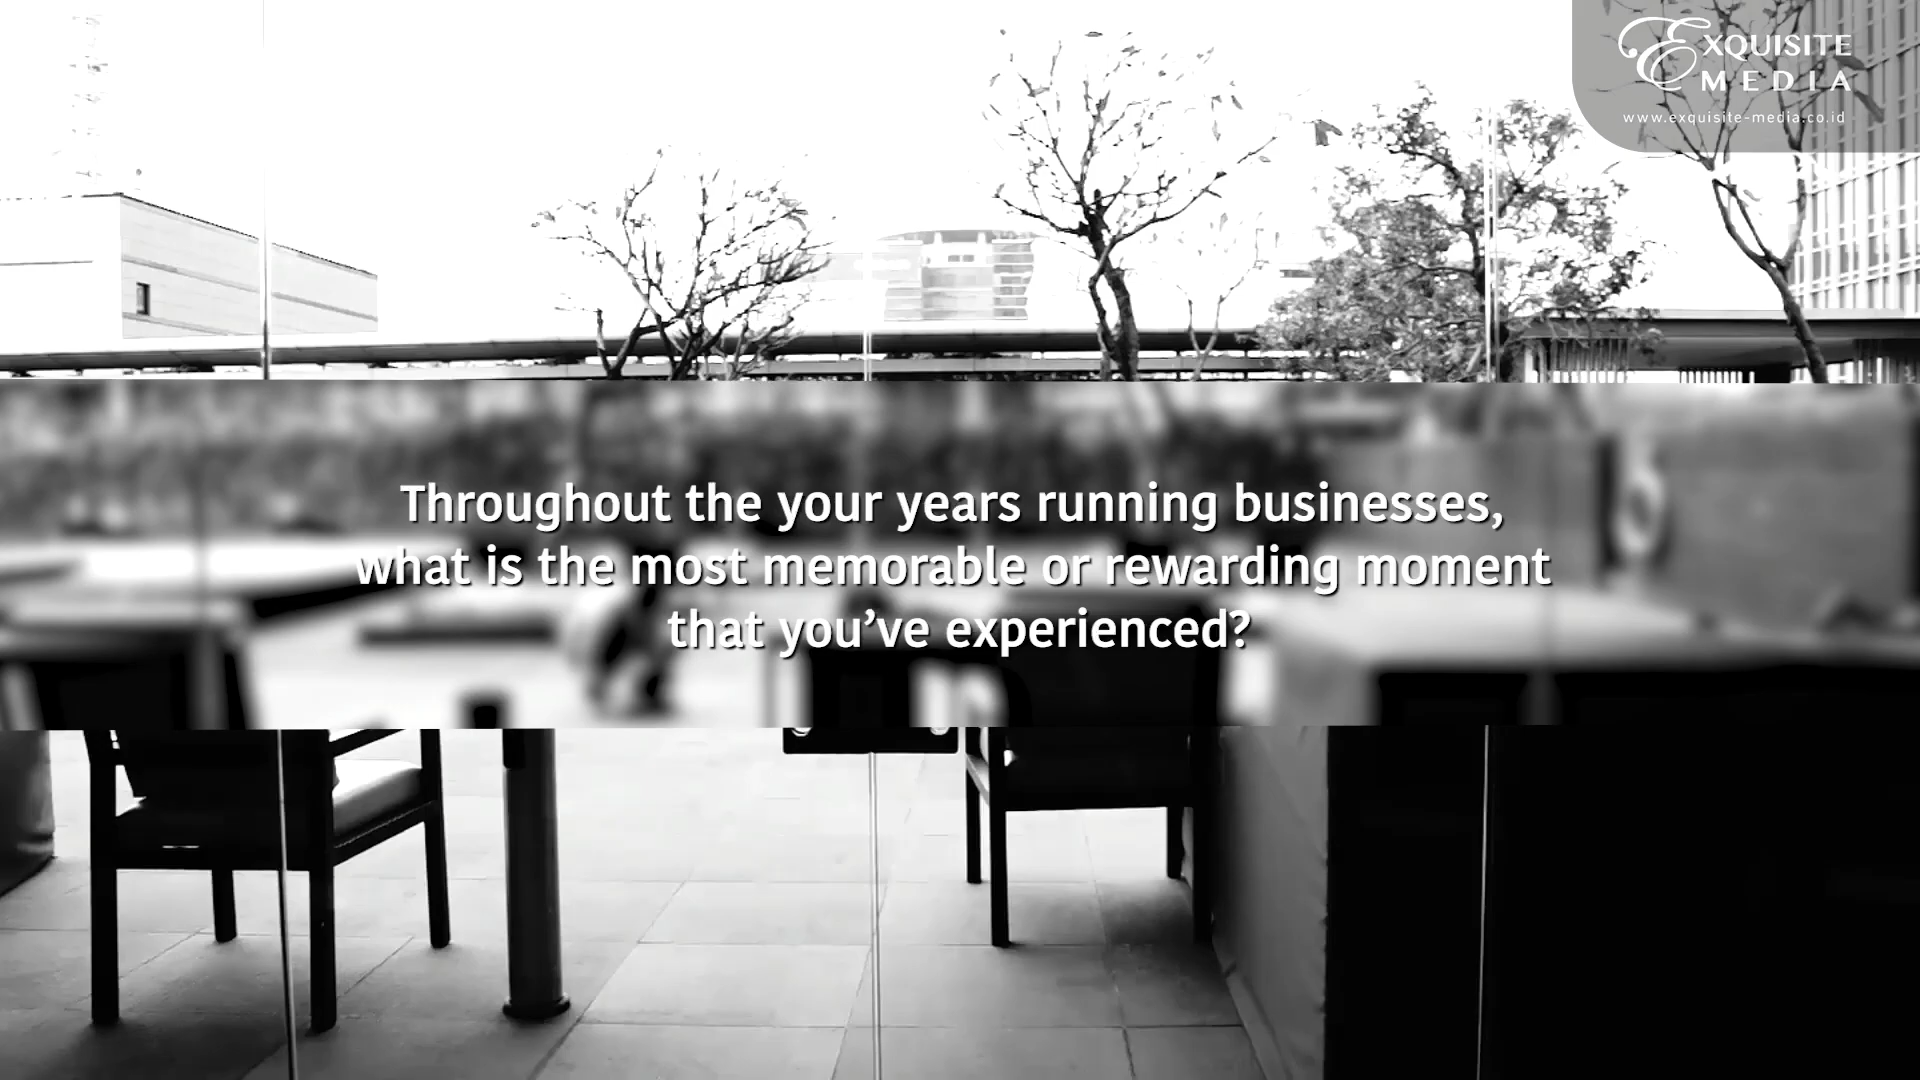 EXQUISITE
MEDIA
www.exquisite-media.co.id
Throughout the your years running businesses,
what is the most memorable or rewarding moment
that you've experienced?